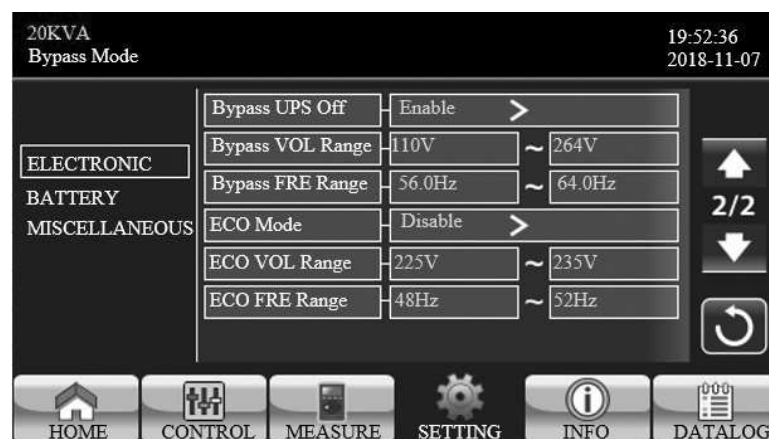 20KVA
Bypass Mode
19:52:36
2018-11-07
ELECTRONIC
BATTERY
MISCELLANEOUS
Bypass UPS Off Enable >
Bypass VOL Range 110V ~ 264V
Bypass FRE Range 56.0Hz ~ 64.0Hz
ECO Mode Disable >
ECO VOL Range 225V ~ 235V
ECO FRE Range 48Hz ~ 52Hz
2/2
HOME CONTROL MEASURE SETTING INFO DATALOG